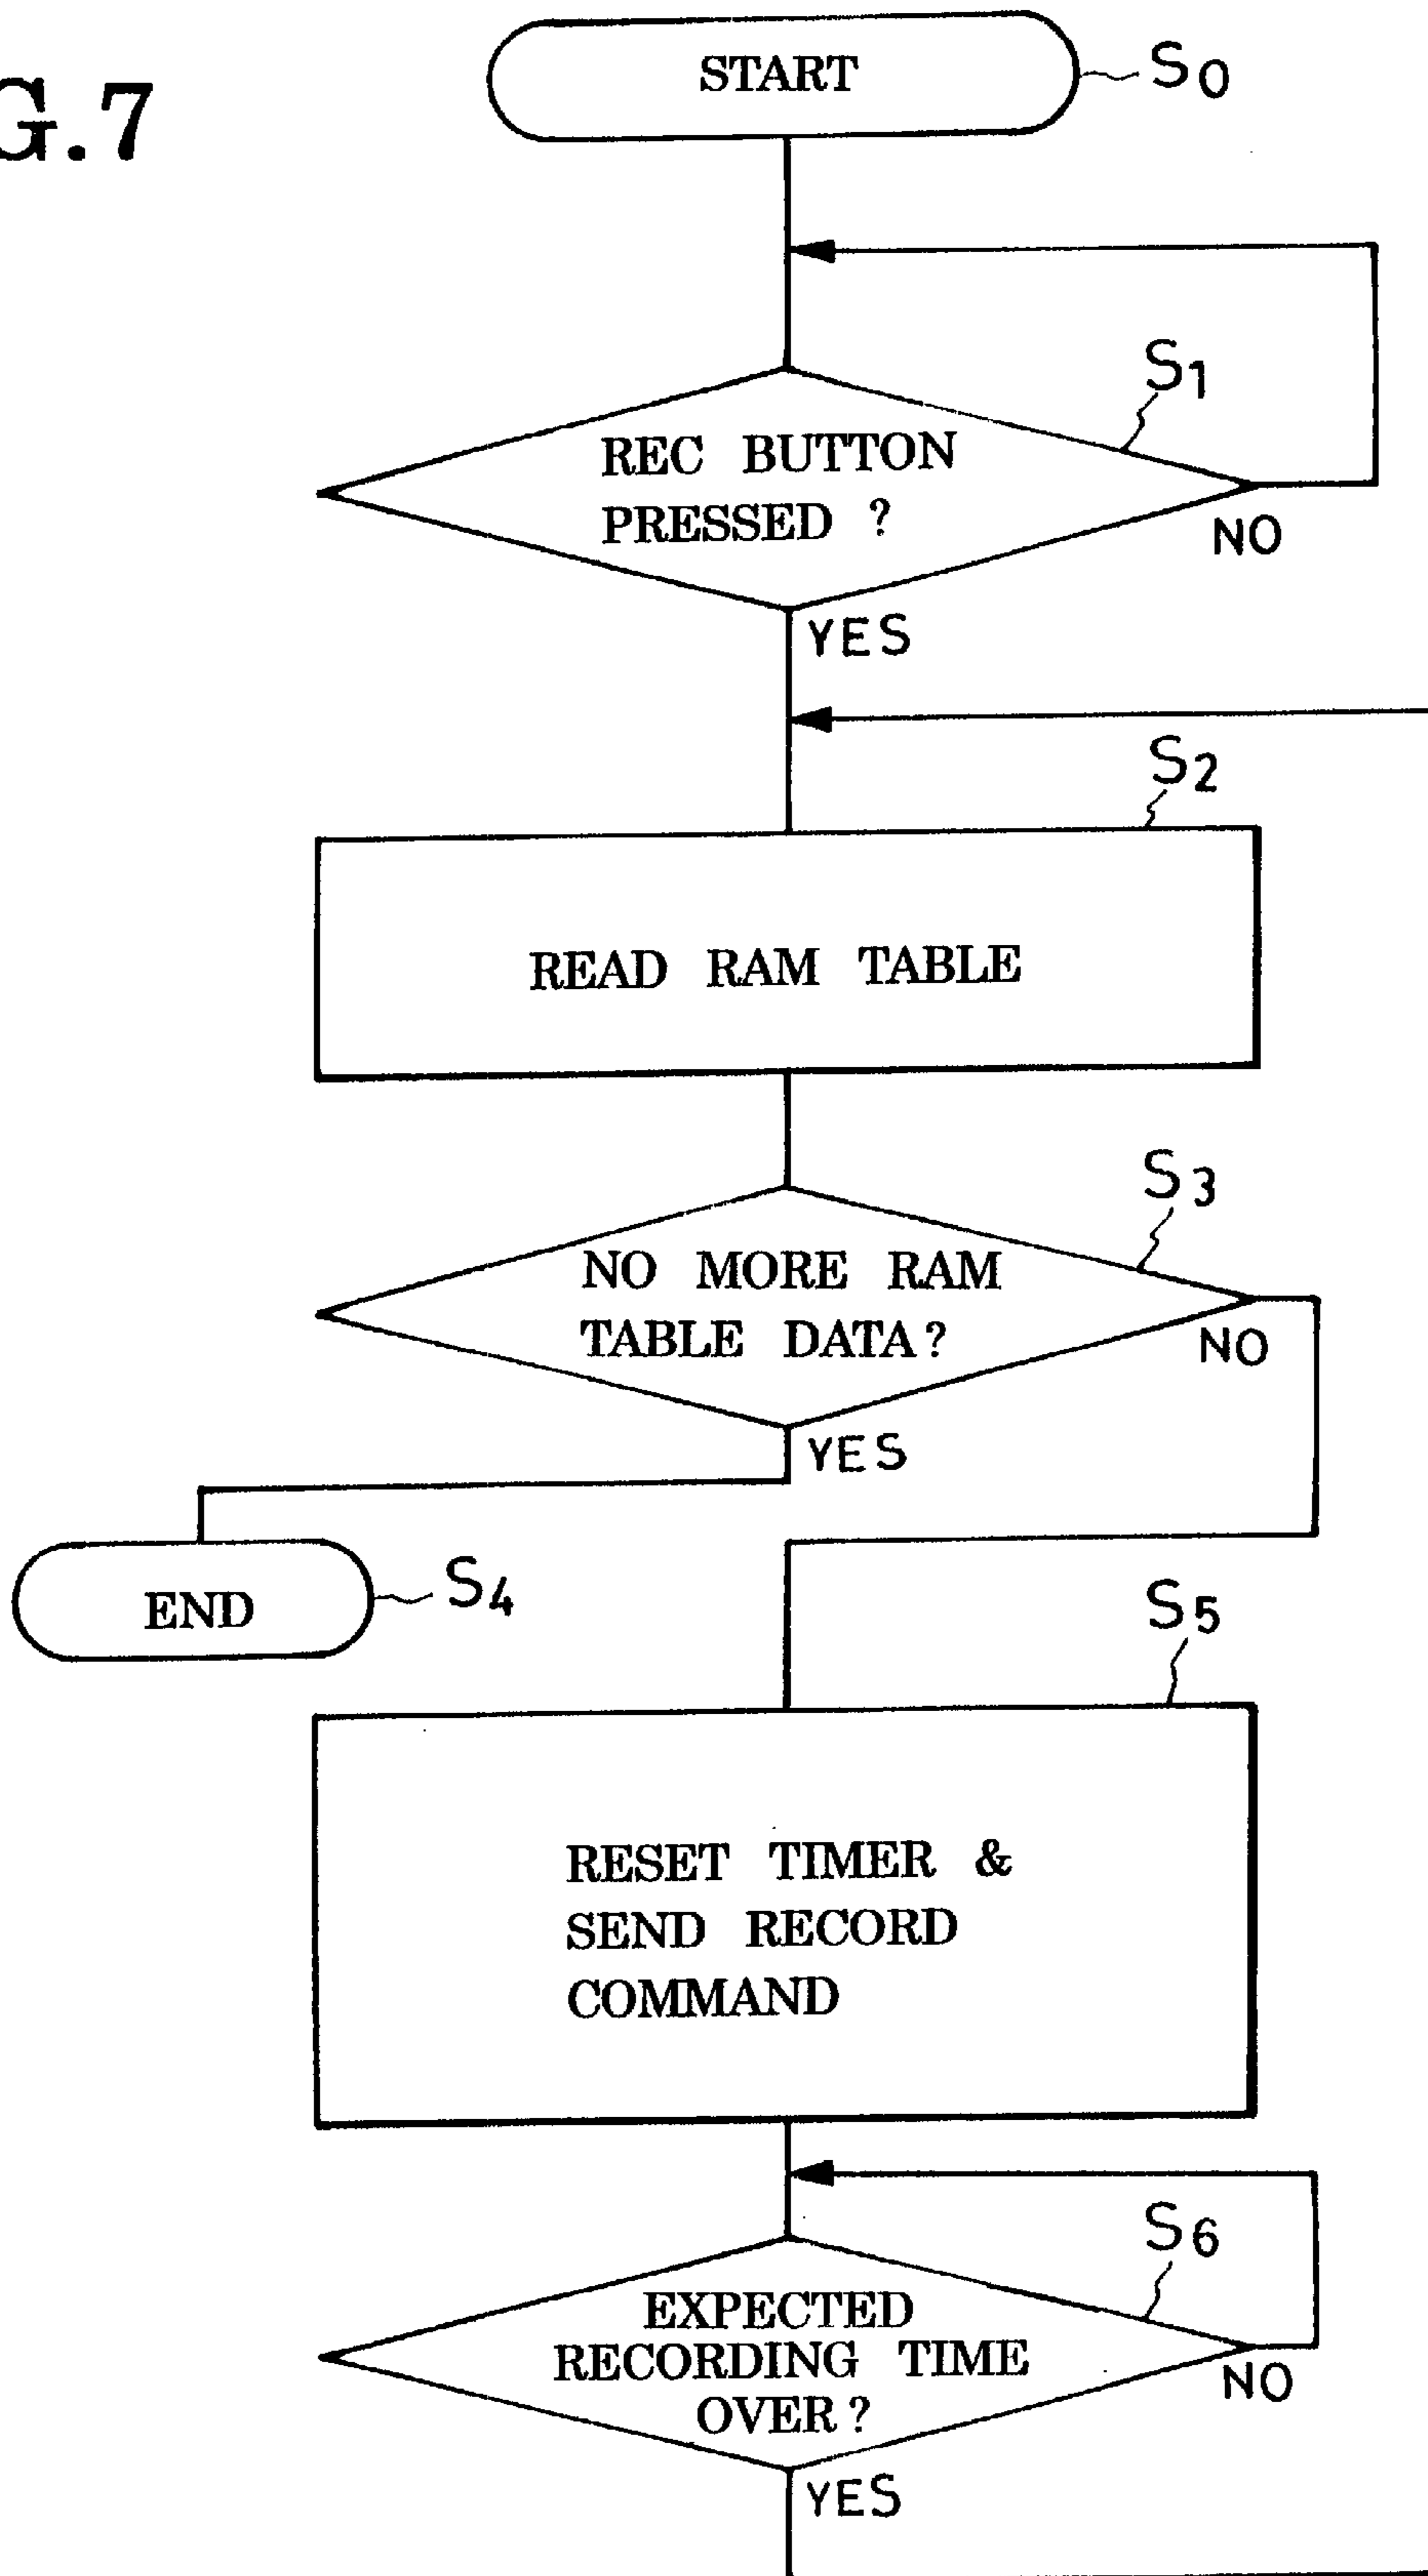 G.7
START
S0
S1
REC BUTTON
PRESSED ?
NO
YES
S2
READ RAM TABLE
S3
NO MORE RAM
TABLE DATA?
NO
YES
END
S4
S5
RESET TIMER &
SEND RECORD
COMMAND
S6
EXPECTED
RECORDING TIME
OVER?
NO
YES